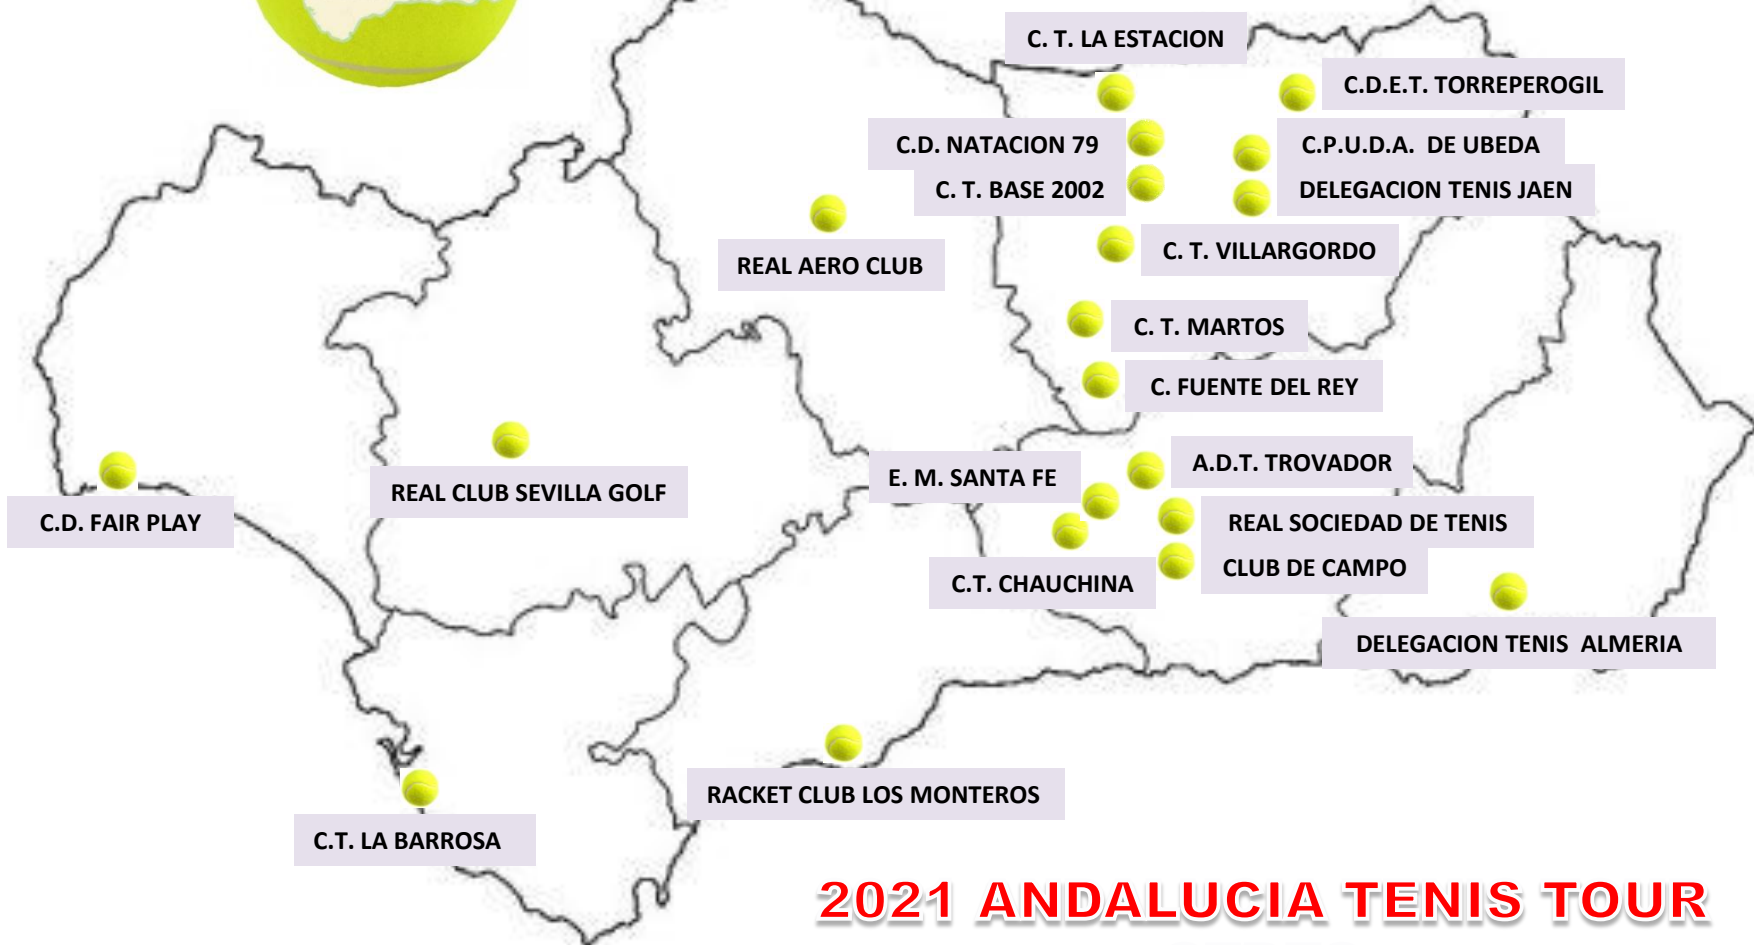 C. T. LA ESTACION
C.D.E.T. TORREPEROGIL
C.D. NATACION 79
C.P.U.D.A. DE UBEDA
C. T. BASE 2002
DELEGACION TENIS JAEN
C. T. VILLARGORDO
REAL AERO CLUB
C. T. MARTOS
C. FUENTE DEL REY
A.D.T. TROVADOR
E. M. SANTA FE
REAL CLUB SEVILLA GOLF
C.D. FAIR PLAY
REAL SOCIEDAD DE TENIS
CLUB DE CAMPO
C.T. CHAUCHINA
DELEGACION TENIS ALMERIA
RACKET CLUB LOS MONTEROS
C.T. LA BARROSA
2021 ANDALUCIA TENIS TOUR